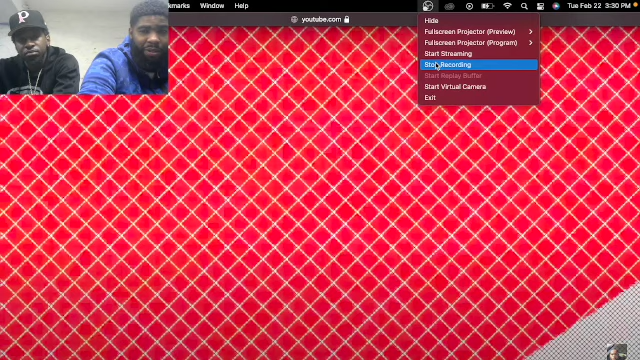 kmarks Window Tue Feb 22 3:30 PM
youtube.com
Hide
Fullscreen Projector (Preview)
Fullscreen Projector (Program)
Start Streaming
Stop Recording
Start Replay Buffer
Start Virtual Camera
Exit
P